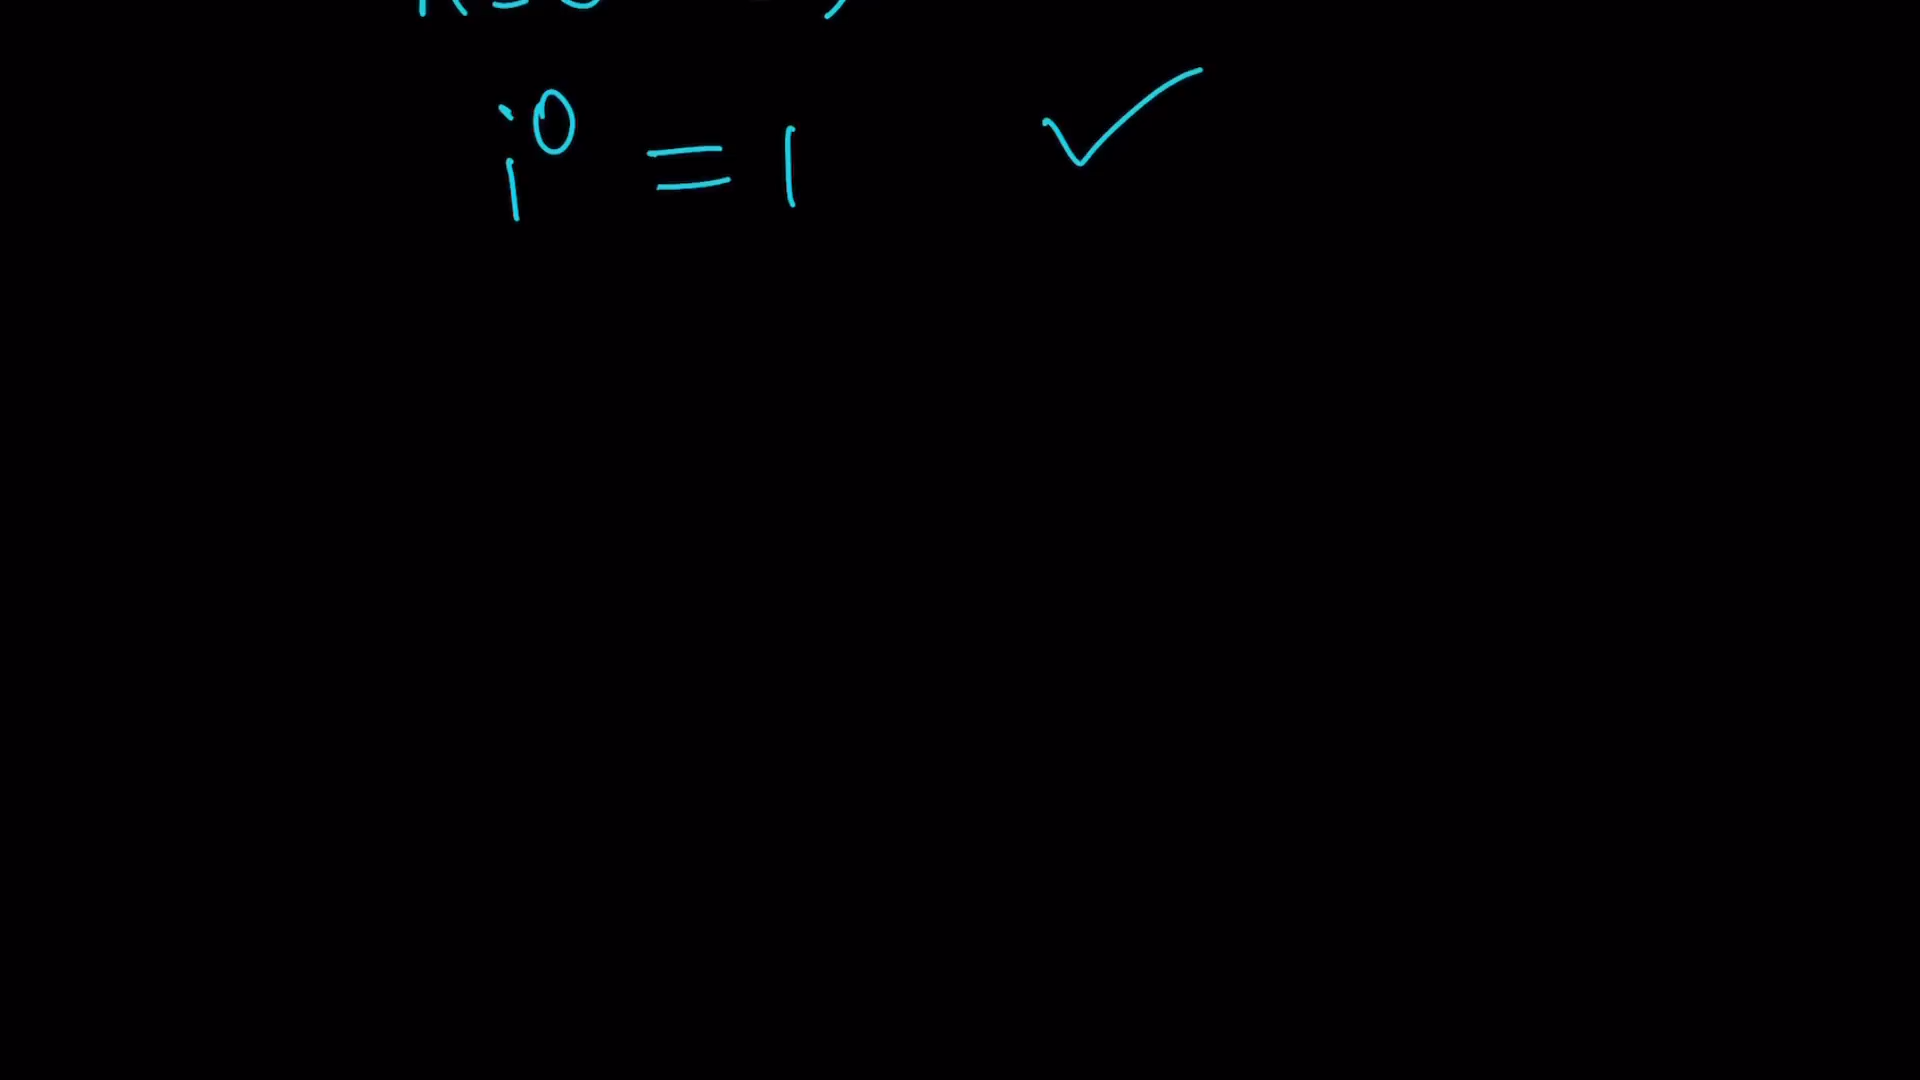 i⁰ = 1 ✓